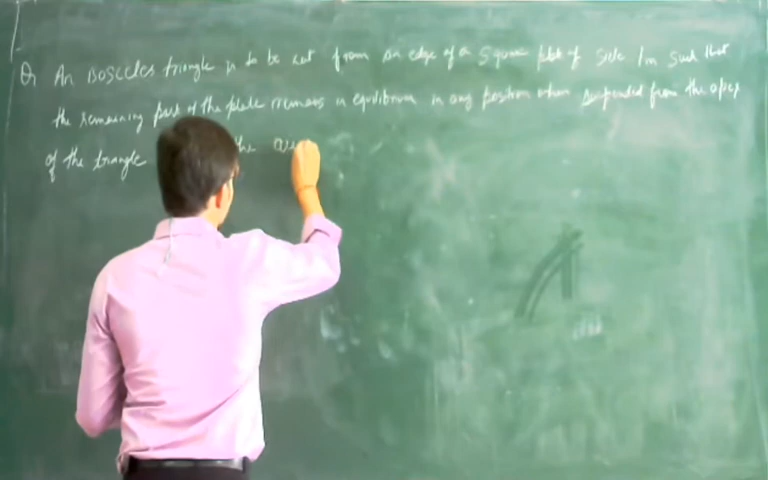 Q, An isosceles triangle is to be cut from an edge of a square plate of side 1m such that
the remaining part of the plate remains in equilibrium in any position when suspended from the apex
of the triangle the are